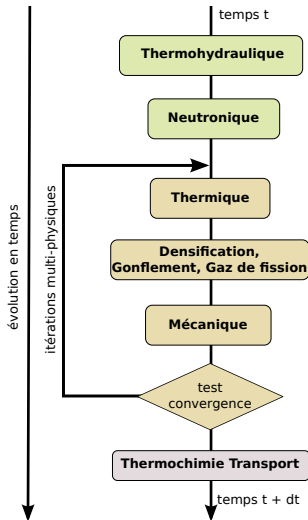 temps t
Thermohydraulique
Neutronique
Thermique
Densification,
Gonflement, Gaz de fission
Mécanique
test
convergence
Thermochimie Transport
temps t + dt
évolution en temps
itérations multi-physiques